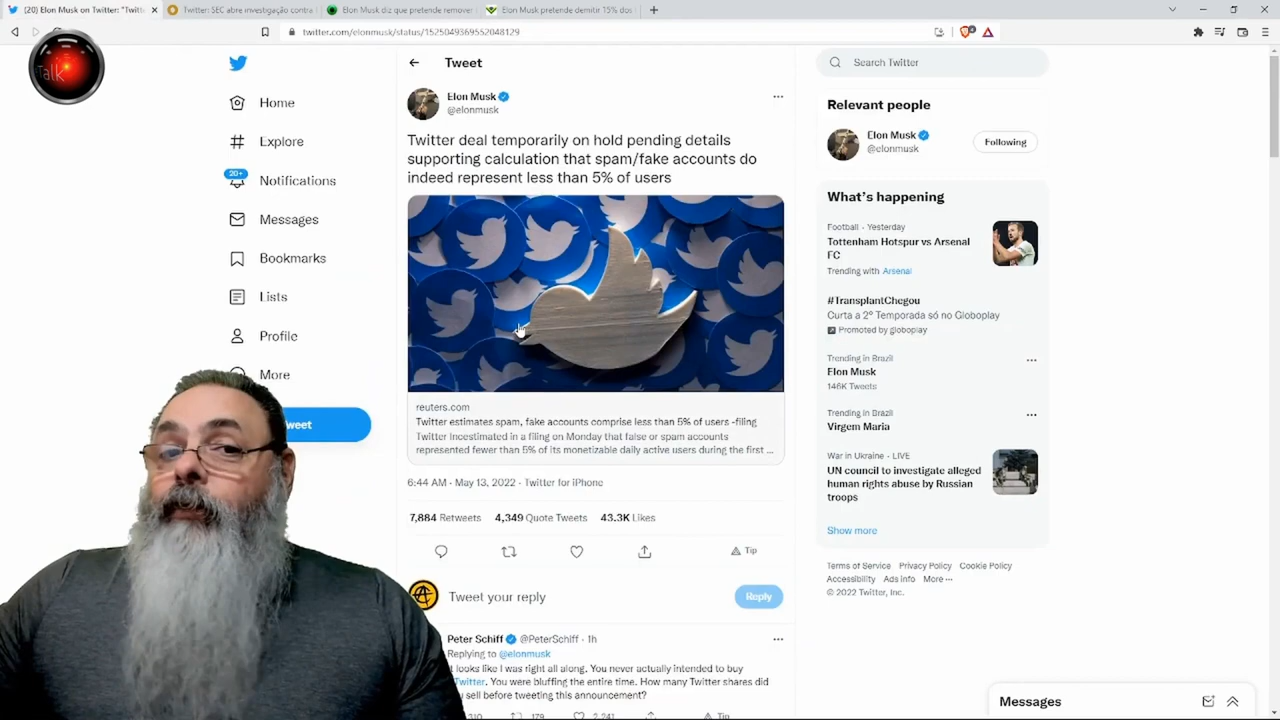 (20) Elon Musk on Twitter: "Twitt
Twitter: SEC abre investigação contra
Elon Musk diz que pretende remover
Elon Musk pretende demitir 15% dos
twitter.com/elonmusk/status/1525049369552048129
Talk
Home
Explore
20+
Notifications
Messages
Bookmarks
Lists
Profile
More
weet
Tweet
Elon Musk
@elonmusk
Twitter deal temporarily on hold pending details
supporting calculation that spam/fake accounts do
indeed represent less than 5% of users
reuters.com
Twitter estimates spam, fake accounts comprise less than 5% of users -filing
Twitter Incestimated in a filing on Monday that false or spam accounts
represented fewer than 5% of its monetizable daily active users during the first ...
6:44 AM · May 13, 2022 · Twitter for iPhone
7,884 Retweets 4,349 Quote Tweets 43.3K Likes
Tip
Tweet your reply
Reply
Peter Schiff @PeterSchiff · 1h
Replying to @elonmusk
t looks like I was right all along. You never actually intended to buy
Twitter. You were bluffing the entire time. How many Twitter shares did
sell before tweeting this announcement?
310 179 2,241 Tip
Search Twitter
Relevant people
Elon Musk
@elonmusk
Following
What's happening
Football · Yesterday
Tottenham Hotspur vs Arsenal
FC
Trending with Arsenal
#TransplantChegou
Curta a 2ª Temporada só no Globoplay
Promoted by globoplay
Trending in Brazil
Elon Musk
146K Tweets
Trending in Brazil
Virgem Maria
War in Ukraine · LIVE
UN council to investigate alleged
human rights abuse by Russian
troops
Show more
Terms of Service Privacy Policy Cookie Policy
Accessibility Ads info More ···
© 2022 Twitter, Inc.
Messages